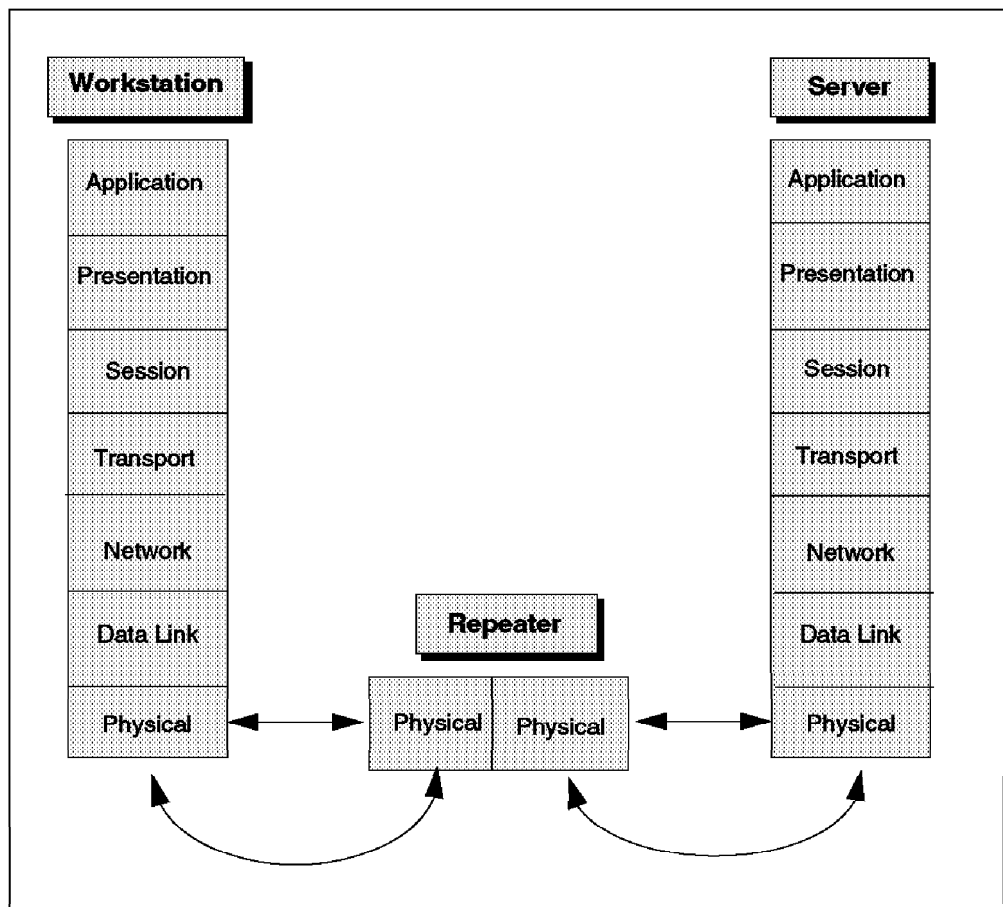 Workstation
Server
Application
Presentation
Session
Transport
Network
Data Link
Physical
Repeater
Physical
Physical
Application
Presentation
Session
Transport
Network
Data Link
Physical